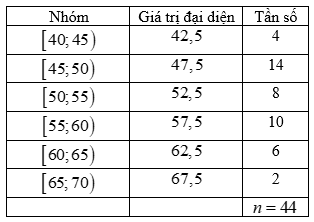 Nhóm Giá trị đại diện Tần số
[40; 45) 42,5 4
[45; 50) 47,5 14
[50; 55) 52,5 8
[55; 60) 57,5 10
[60; 65) 62,5 6
[65; 70) 67,5 2
n = 44